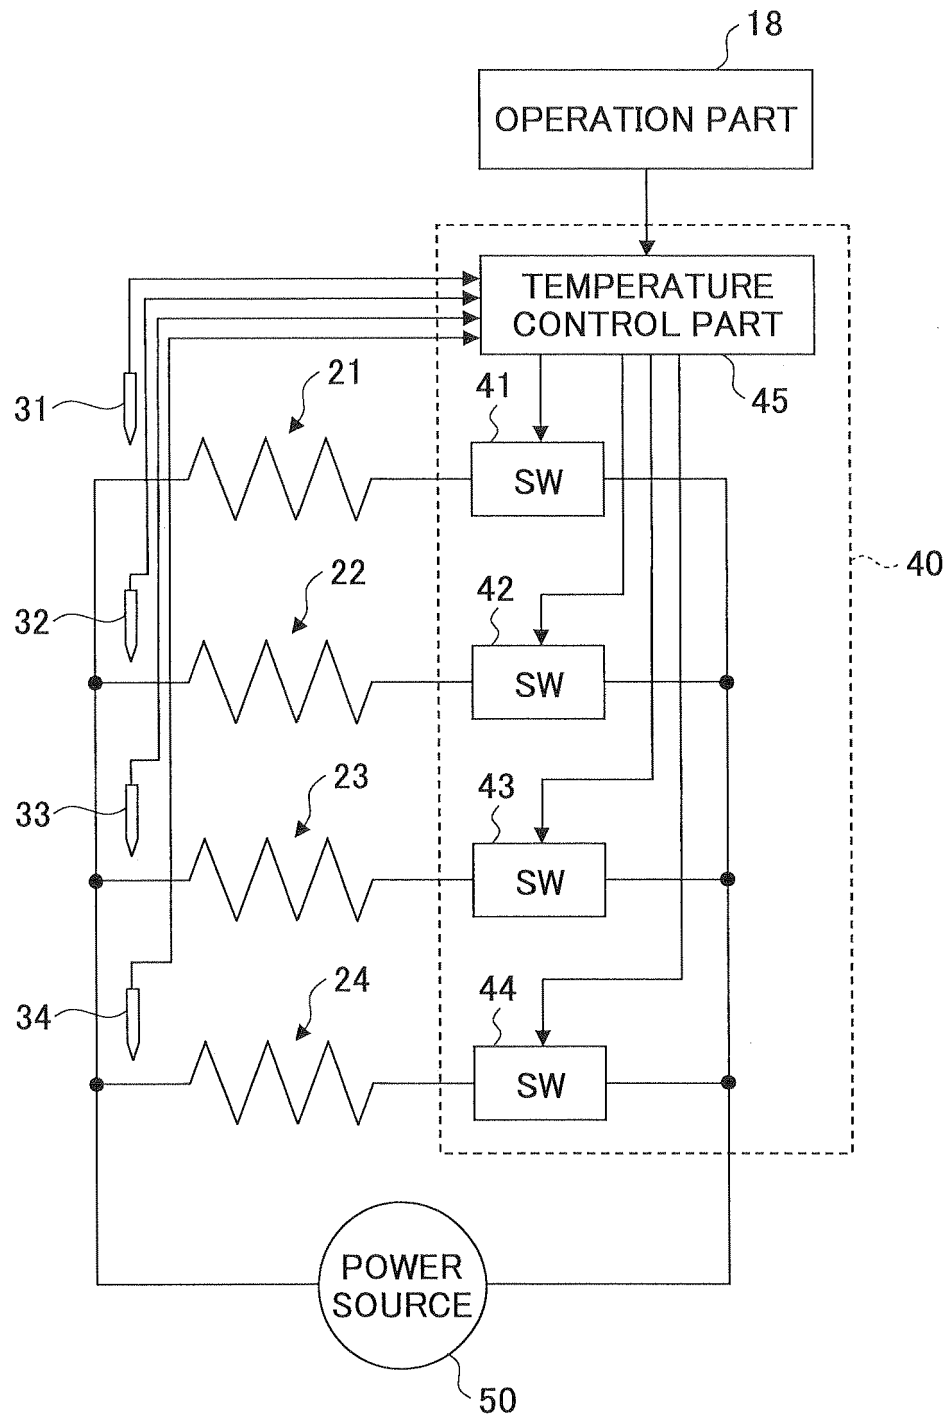 18
OPERATION PART
TEMPERATURE
CONTROL PART
45
31
21
41
SW
40
32
22
42
SW
33
23
43
SW
34
24
44
SW
POWER
SOURCE
50